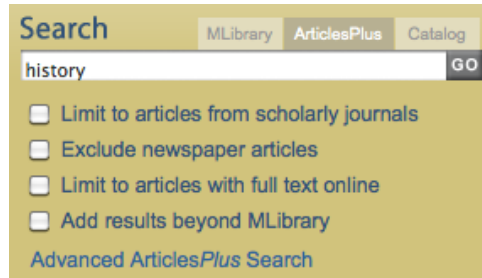 Search MLibrary ArticlesPlus Catalog
history GO
Limit to articles from scholarly journals
Exclude newspaper articles
Limit to articles with full text online
Add results beyond MLibrary
Advanced ArticlesPlus Search